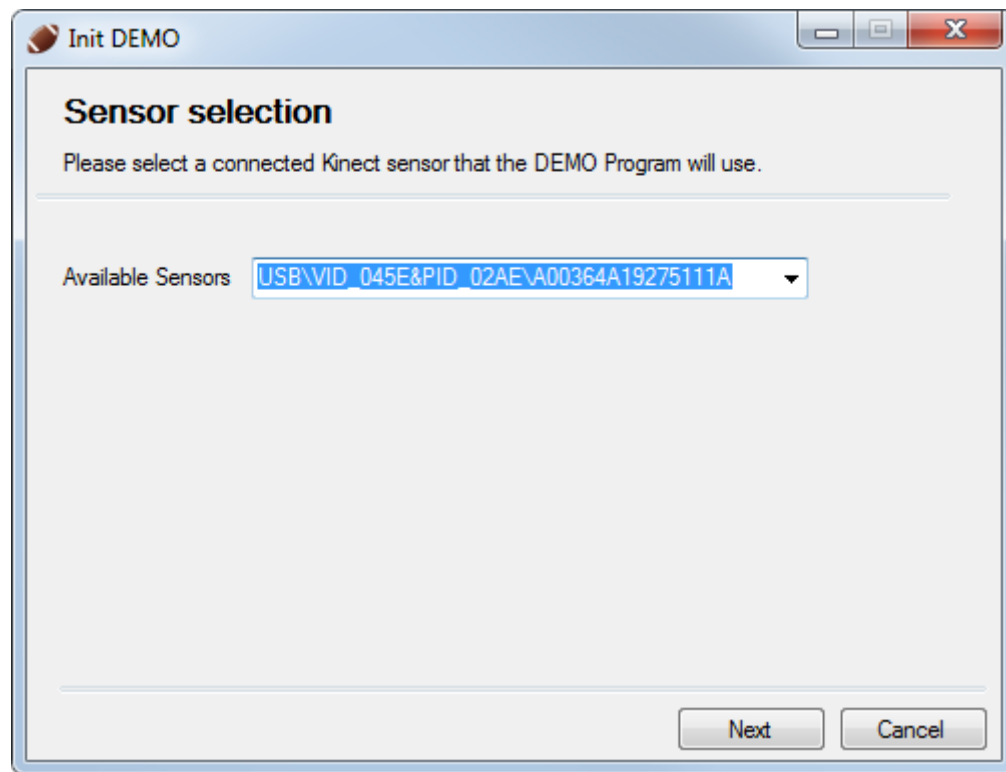 Init DEMO
Sensor selection
Please select a connected Kinect sensor that the DEMO Program will use.
Available Sensors USB\VID_045E&PID_02AE\A00364A19275111A
Next Cancel